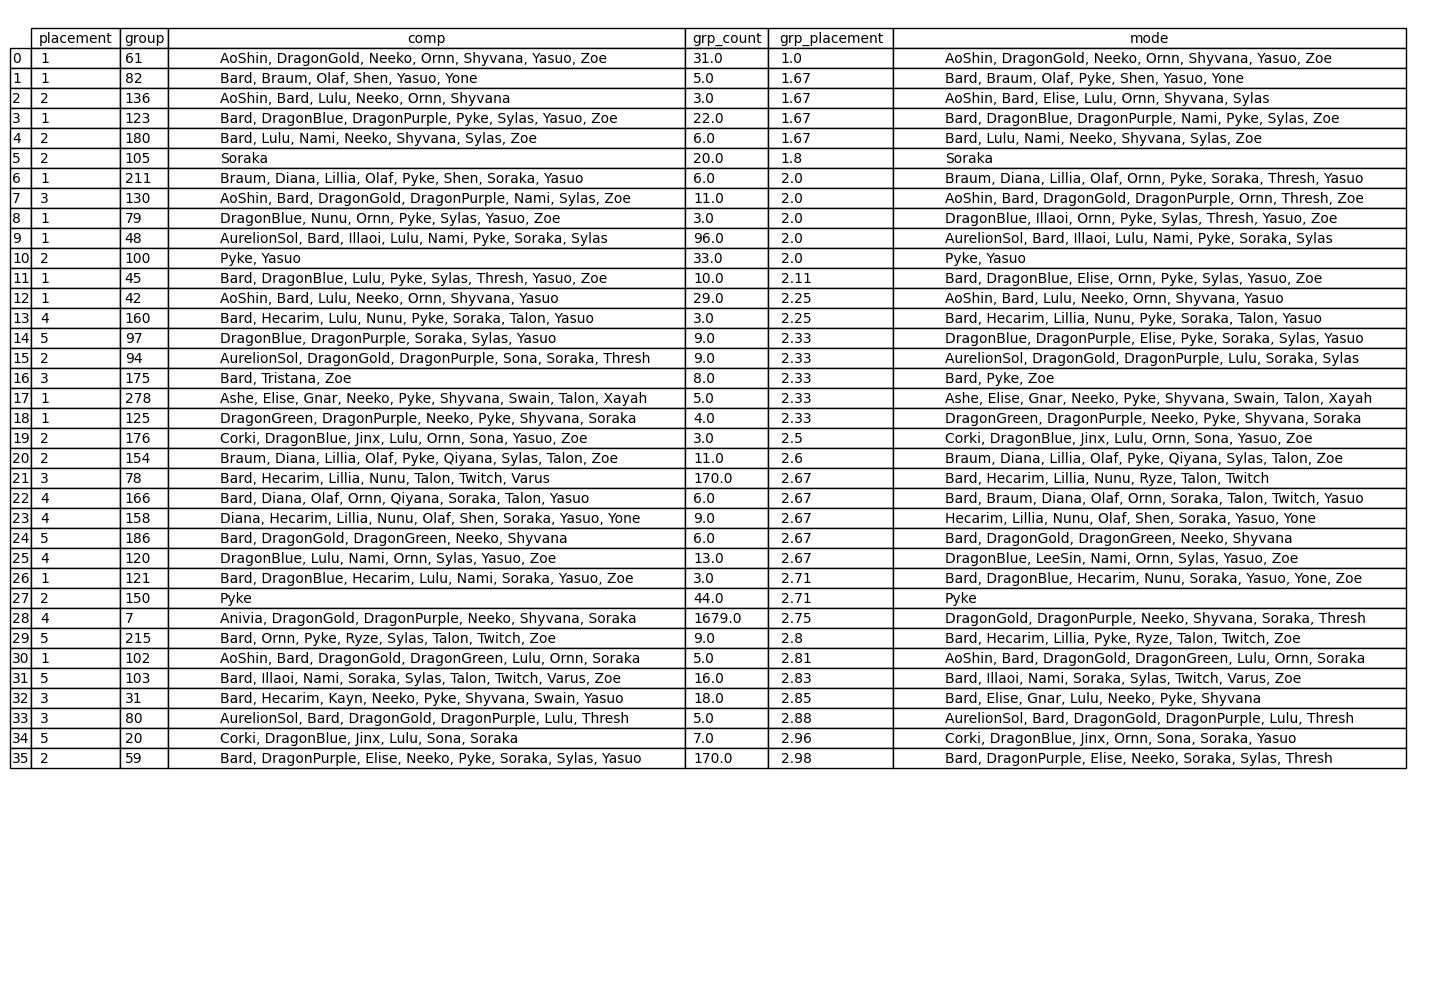 placement group comp grp_count grp_placement mode
0 1 61 AoShin, DragonGold, Neeko, Ornn, Shyvana, Yasuo, Zoe 31.0 1.0 AoShin, DragonGold, Neeko, Ornn, Shyvana, Yasuo, Zoe
1 1 82 Bard, Braum, Olaf, Shen, Yasuo, Yone 5.0 1.67 Bard, Braum, Olaf, Pyke, Shen, Yasuo, Yone
2 2 136 AoShin, Bard, Lulu, Neeko, Ornn, Shyvana 3.0 1.67 AoShin, Bard, Elise, Lulu, Ornn, Shyvana, Sylas
3 1 123 Bard, DragonBlue, DragonPurple, Pyke, Sylas, Yasuo, Zoe 22.0 1.67 Bard, DragonBlue, DragonPurple, Nami, Pyke, Sylas, Zoe
4 2 180 Bard, Lulu, Nami, Neeko, Shyvana, Sylas, Zoe 6.0 1.67 Bard, Lulu, Nami, Neeko, Shyvana, Sylas, Zoe
5 2 105 Soraka 20.0 1.8 Soraka
6 1 211 Braum, Diana, Lillia, Olaf, Pyke, Shen, Soraka, Yasuo 6.0 2.0 Braum, Diana, Lillia, Olaf, Ornn, Pyke, Soraka, Thresh, Yasuo
7 3 130 AoShin, Bard, DragonGold, DragonPurple, Nami, Sylas, Zoe 11.0 2.0 AoShin, Bard, DragonGold, DragonPurple, Ornn, Thresh, Zoe
8 1 79 DragonBlue, Nunu, Ornn, Pyke, Sylas, Yasuo, Zoe 3.0 2.0 DragonBlue, Illaoi, Ornn, Pyke, Sylas, Thresh, Yasuo, Zoe
9 1 48 AurelionSol, Bard, Illaoi, Lulu, Nami, Pyke, Soraka, Sylas 96.0 2.0 AurelionSol, Bard, Illaoi, Lulu, Nami, Pyke, Soraka, Sylas
10 2 100 Pyke, Yasuo 33.0 2.0 Pyke, Yasuo
11 1 45 Bard, DragonBlue, Lulu, Pyke, Sylas, Thresh, Yasuo, Zoe 10.0 2.11 Bard, DragonBlue, Elise, Ornn, Pyke, Sylas, Yasuo, Zoe
12 1 42 AoShin, Bard, Lulu, Neeko, Ornn, Shyvana, Yasuo 29.0 2.25 AoShin, Bard, Lulu, Neeko, Ornn, Shyvana, Yasuo
13 4 160 Bard, Hecarim, Lulu, Nunu, Pyke, Soraka, Talon, Yasuo 3.0 2.25 Bard, Hecarim, Lillia, Nunu, Pyke, Soraka, Talon, Yasuo
14 5 97 DragonBlue, DragonPurple, Soraka, Sylas, Yasuo 9.0 2.33 DragonBlue, DragonPurple, Elise, Pyke, Soraka, Sylas, Yasuo
15 2 94 AurelionSol, DragonGold, DragonPurple, Sona, Soraka, Thresh 9.0 2.33 AurelionSol, DragonGold, DragonPurple, Lulu, Soraka, Sylas
16 3 175 Bard, Tristana, Zoe 8.0 2.33 Bard, Pyke, Zoe
17 1 278 Ashe, Elise, Gnar, Neeko, Pyke, Shyvana, Swain, Talon, Xayah 5.0 2.33 Ashe, Elise, Gnar, Neeko, Pyke, Shyvana, Swain, Talon, Xayah
18 1 125 DragonGreen, DragonPurple, Neeko, Pyke, Shyvana, Soraka 4.0 2.33 DragonGreen, DragonPurple, Neeko, Pyke, Shyvana, Soraka
19 2 176 Corki, DragonBlue, Jinx, Lulu, Ornn, Sona, Yasuo, Zoe 3.0 2.5 Corki, DragonBlue, Jinx, Lulu, Ornn, Sona, Yasuo, Zoe
20 2 154 Braum, Diana, Lillia, Olaf, Pyke, Qiyana, Sylas, Talon, Zoe 11.0 2.6 Braum, Diana, Lillia, Olaf, Pyke, Qiyana, Sylas, Talon, Zoe
21 3 78 Bard, Hecarim, Lillia, Nunu, Talon, Twitch, Varus 170.0 2.67 Bard, Hecarim, Lillia, Nunu, Ryze, Talon, Twitch
22 4 166 Bard, Diana, Olaf, Ornn, Qiyana, Soraka, Talon, Yasuo 6.0 2.67 Bard, Braum, Diana, Olaf, Ornn, Soraka, Talon, Twitch, Yasuo
23 4 158 Diana, Hecarim, Lillia, Nunu, Olaf, Shen, Soraka, Yasuo, Yone 9.0 2.67 Hecarim, Lillia, Nunu, Olaf, Shen, Soraka, Yasuo, Yone
24 5 186 Bard, DragonGold, DragonGreen, Neeko, Shyvana 6.0 2.67 Bard, DragonGold, DragonGreen, Neeko, Shyvana
25 4 120 DragonBlue, Lulu, Nami, Ornn, Sylas, Yasuo, Zoe 13.0 2.67 DragonBlue, LeeSin, Nami, Ornn, Sylas, Yasuo, Zoe
26 1 121 Bard, DragonBlue, Hecarim, Lulu, Nami, Soraka, Yasuo, Zoe 3.0 2.71 Bard, DragonBlue, Hecarim, Nunu, Soraka, Yasuo, Yone, Zoe
27 2 150 Pyke 44.0 2.71 Pyke
28 4 7 Anivia, DragonGold, DragonPurple, Neeko, Shyvana, Soraka 1679.0 2.75 DragonGold, DragonPurple, Neeko, Shyvana, Soraka, Thresh
29 5 215 Bard, Ornn, Pyke, Ryze, Sylas, Talon, Twitch, Zoe 9.0 2.8 Bard, Hecarim, Lillia, Pyke, Ryze, Talon, Twitch, Zoe
30 1 102 AoShin, Bard, DragonGold, DragonGreen, Lulu, Ornn, Soraka 5.0 2.81 AoShin, Bard, DragonGold, DragonGreen, Lulu, Ornn, Soraka
31 5 103 Bard, Illaoi, Nami, Soraka, Sylas, Talon, Twitch, Varus, Zoe 16.0 2.83 Bard, Illaoi, Nami, Soraka, Sylas, Twitch, Varus, Zoe
32 3 31 Bard, Hecarim, Kayn, Neeko, Pyke, Shyvana, Swain, Yasuo 18.0 2.85 Bard, Elise, Gnar, Lulu, Neeko, Pyke, Shyvana
33 3 80 AurelionSol, Bard, DragonGold, DragonPurple, Lulu, Thresh 5.0 2.88 AurelionSol, Bard, DragonGold, DragonPurple, Lulu, Thresh
34 5 20 Corki, DragonBlue, Jinx, Lulu, Sona, Soraka 7.0 2.96 Corki, DragonBlue, Jinx, Ornn, Sona, Soraka, Yasuo
35 2 59 Bard, DragonPurple, Elise, Neeko, Pyke, Soraka, Sylas, Yasuo 170.0 2.98 Bard, DragonPurple, Elise, Neeko, Soraka, Sylas, Thresh